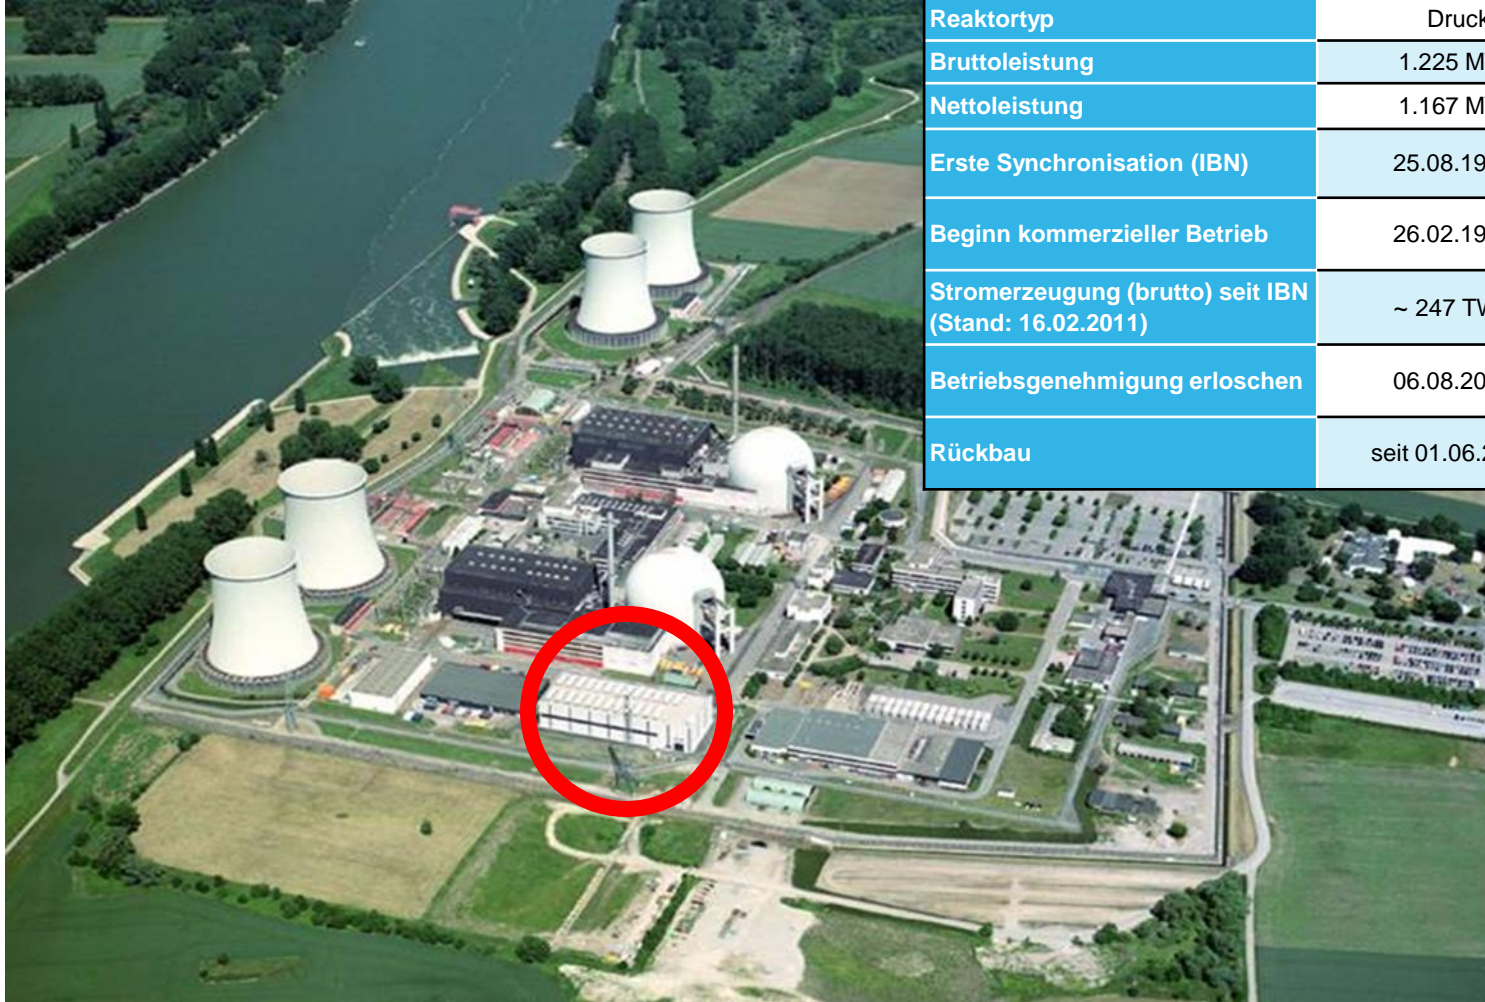 Reaktortyp Druck
Bruttoleistung 1.225 M
Nettoleistung 1.167 M
Erste Synchronisation (IBN) 25.08.19
Beginn kommerzieller Betrieb 26.02.19
Stromerzeugung (brutto) seit IBN
(Stand: 16.02.2011) ~ 247 TW
Betriebsgenehmigung erloschen 06.08.20
Rückbau seit 01.06.2